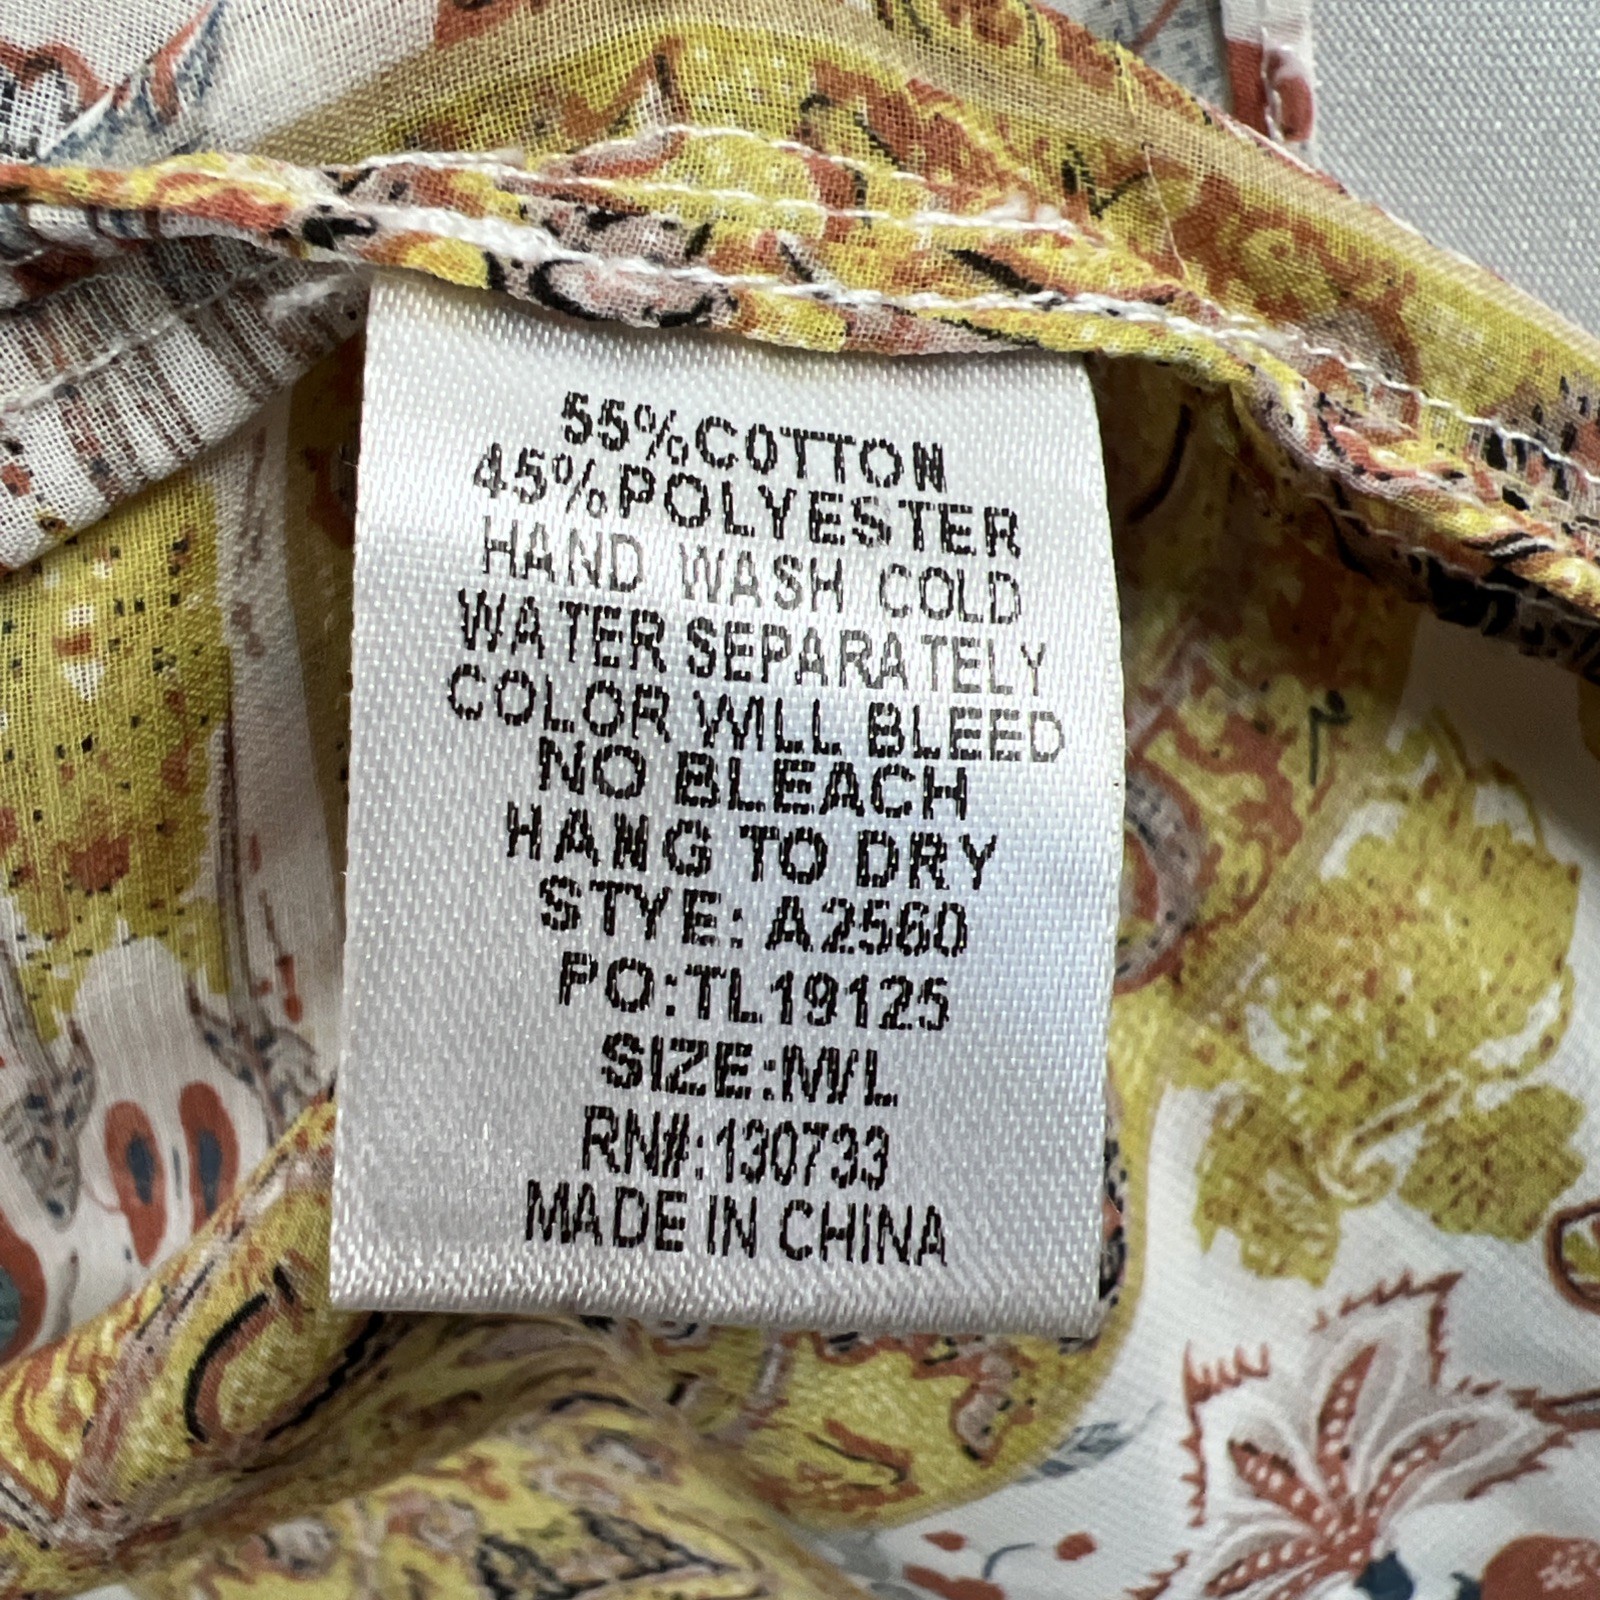 55%COTTON
45%POLYESTER
HAND WASH COLD
WATER SEPARATELY
COLOR WILL BLEED
NO BLEACH
HANG TO DRY
STYE: A2560
PO:TL19125
SIZE:M/L
RN#:130733
MADE IN CHINA